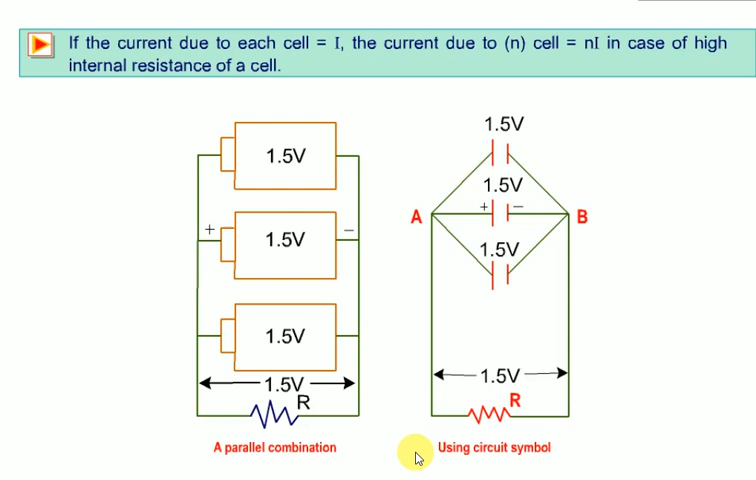 If the current due to each cell = I, the current due to (n) cell = nI in case of high
internal resistance of a cell.
1.5V
+
−
1.5V
1.5V
1.5V
R
A parallel combination
1.5V
1.5V
+
−
A
B
1.5V
1.5V
R
Using circuit symbol